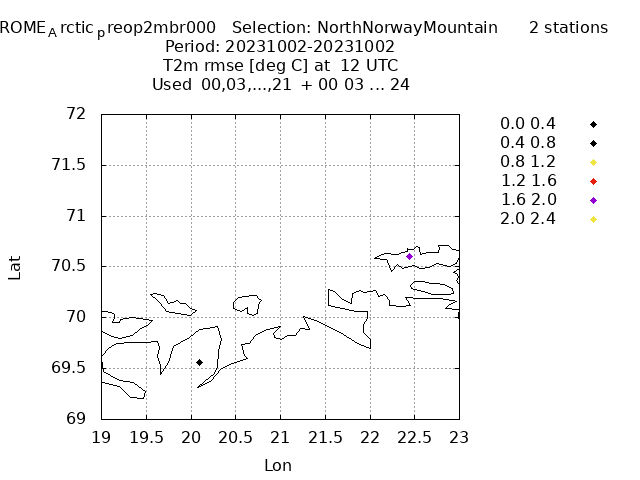 ROME_Arctic_preop2mbr000 Selection: NorthNorwayMountain 2 stations
Period: 20231002-20231002
T2m rmse [deg C] at 12 UTC
Used 00,03,...,21 + 00 03 ... 24
0.0 0.4
0.4 0.8
0.8 1.2
1.2 1.6
1.6 2.0
2.0 2.4
72
71.5
71
70.5
70
69.5
69
Lat
19 19.5 20 20.5 21 21.5 22 22.5 23
Lon